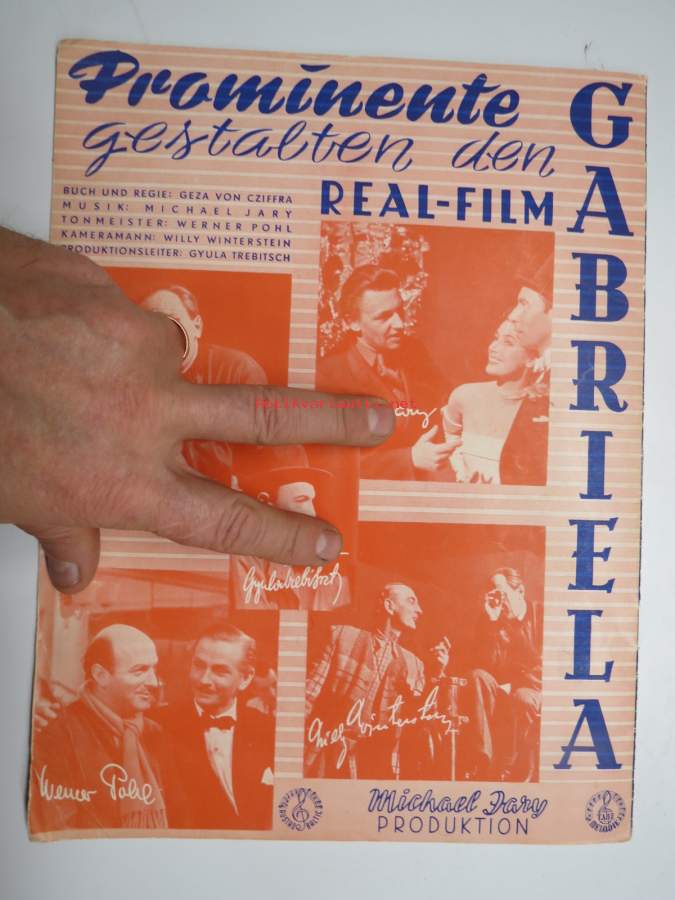 Prominente
gestalten den
REAL-FILM
GABRIELA
BUCH UND REGIE: GEZA VON CZIFFRA
MUSIK: MICHAEL JARY
TONMEISTER: WERNER POHL
KAMERAMANN: WILLY WINTERSTEIN
PRODUKTIONSLEITER: GYULA TREBITSCH
Gyula Trebitsch
Willy Winterstein
Werner Pohl
Michael Jary
PRODUKTION